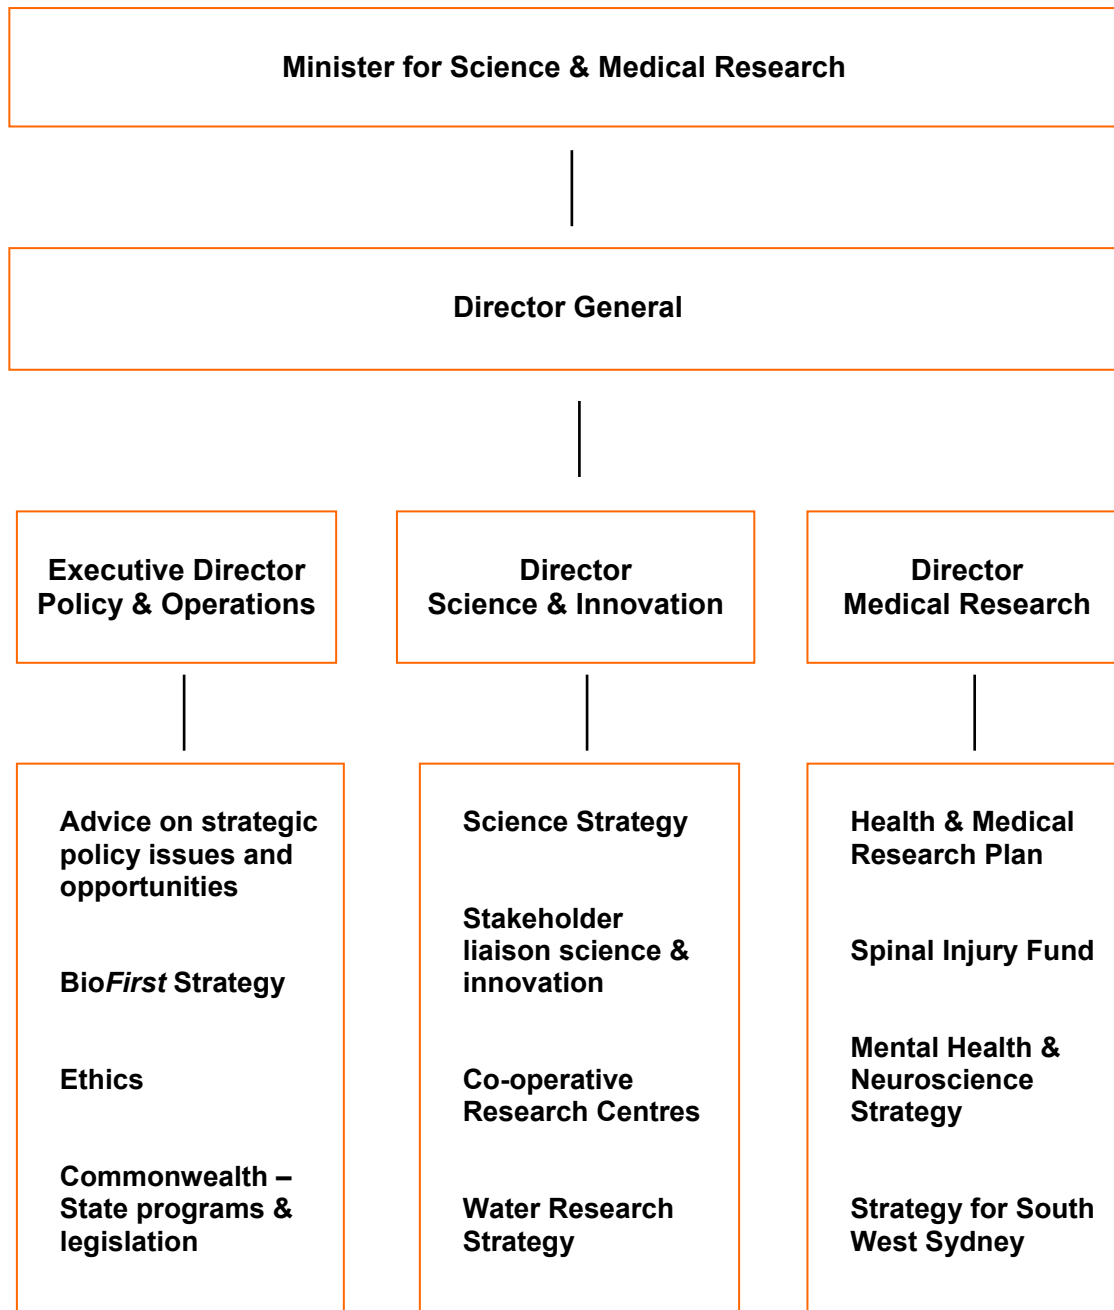 Minister for Science & Medical Research
Director General
Executive Director
Policy & Operations
Director
Science & Innovation
Director
Medical Research
Advice on strategic
policy issues and
opportunities
BioFirst Strategy
Ethics
Commonwealth –
State programs &
legislation
Science Strategy
Stakeholder
liaison science &
innovation
Co-operative
Research Centres
Water Research
Strategy
Health & Medical
Research Plan
Spinal Injury Fund
Mental Health &
Neuroscience
Strategy
Strategy for South
West Sydney